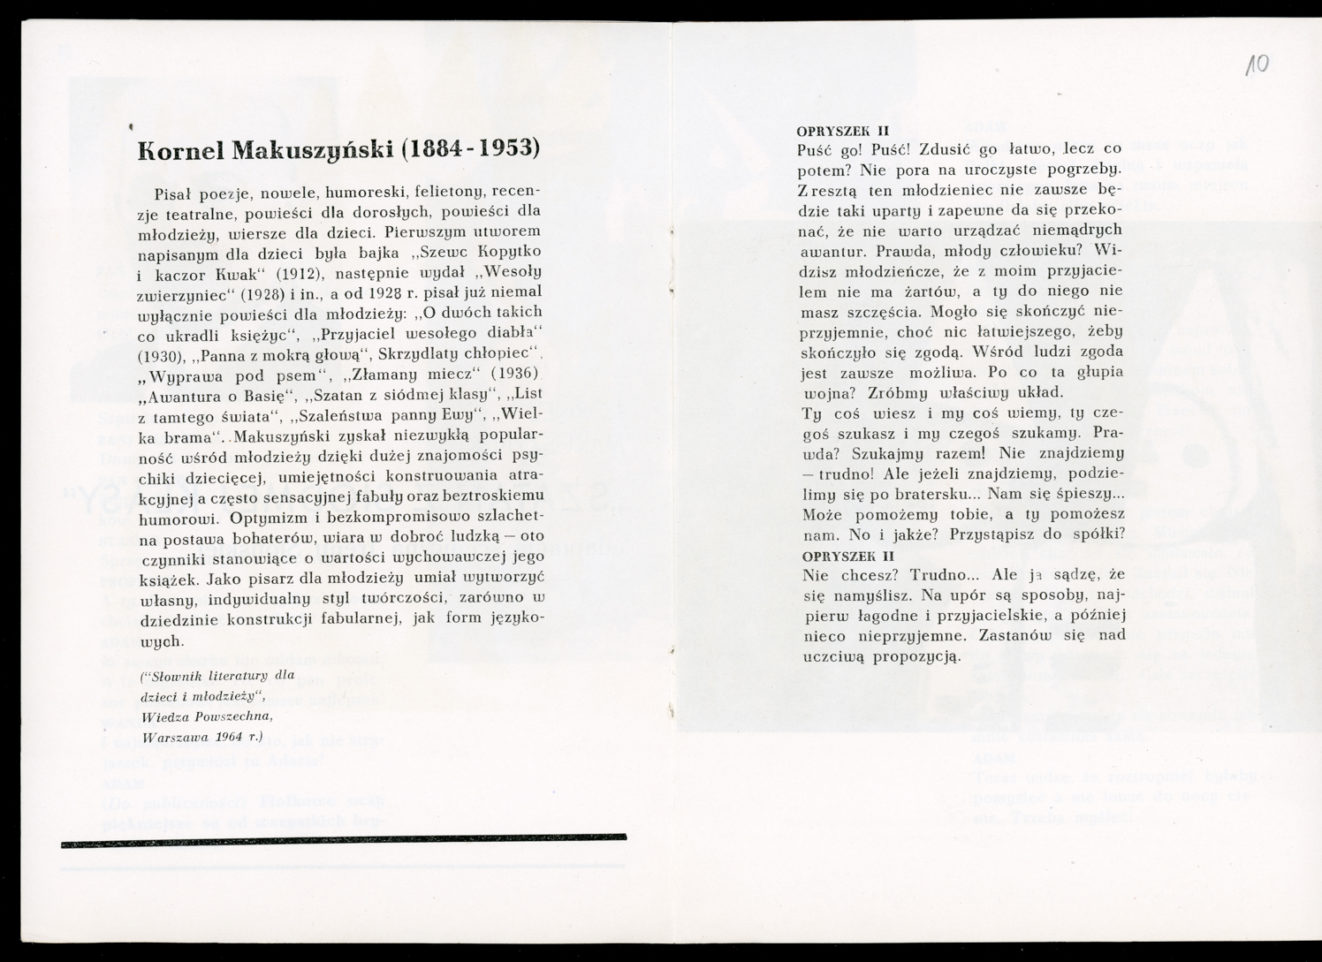 Kornel Makuszyński (1884-1953)
Pisał poezje, nowele, humoreski, felietony, recen-
zje teatralne, powieści dla dorosłych, powieści dla
młodzieży, wiersze dla dzieci. Pierwszym utworem
napisanym dla dzieci była bajka „Szewc Kopytko
i kaczor Kwak“ (1912), następnie wydał „Wesoły
zwierzyniec“ (1928) i in., a od 1928 r. pisał już niemal
wyłącznie powieści dla młodzieży: „O dwóch takich
co ukradli księżyc“, „Przyjaciel wesołego diabła“
(1930), „Panna z mokrą głową“, Skrzydlaty chłopiec“,
„Wyprawa pod psem“, „Złamany miecz“ (1936)
„Awantura o Basię“, „Szatan z siódmej klasy“, „List
z tamtego świata“, „Szaleństwa panny Ewy“, „Wiel-
ka brama“. Makuszyński zyskał niezwykłą popular-
ność wśród młodzieży dzięki dużej znajomości psy-
chiki dziecięcej, umiejętności konstruowania atra-
kcyjnej a często sensacyjnej fabuły oraz beztroskiemu
humorowi. Optymizm i bezkompromisowo szlachet-
na postawa bohaterów, wiara w dobroć ludzką — oto
czynniki stanowiące o wartości wychowawczej jego
książek. Jako pisarz dla młodzieży umiał wytworzyć
własny, indywidualny styl twórczości, zarówno w
dziedzinie konstrukcji fabularnej, jak form języko-
wych.
(“Słownik literatury dla
dzieci i młodzieży“,
Wiedza Powszechna,
Warszawa 1964 r.)
10
OPRYSZEK II
Puść go! Puść! Zdusić go łatwo, lecz co
potem? Nie pora na uroczyste pogrzeby.
Zresztą ten młodzieniec nie zawsze bę-
dzie taki uparty i zapewne da się przeko-
nać, że nie warto urządzać niemądrych
awantur. Prawda, młody człowieku? Wi-
dzisz młodzieńcze, że z moim przyjacie-
lem nie ma żartów, a ty do niego nie
masz szczęścia. Mogło się skończyć nie-
przyjemnie, choć nic łatwiejszego, żeby
skończyło się zgodą. Wśród ludzi zgoda
jest zawsze możliwa. Po co ta głupia
wojna? Zróbmy właściwy układ.
Ty coś wiesz i my coś wiemy, ty cze-
goś szukasz i my czegoś szukamy. Pra-
wda? Szukajmy razem! Nie znajdziemy
— trudno! Ale jeżeli znajdziemy, podzie-
limy się po bratersku... Nam się śpieszy...
Może pomożemy tobie, a ty pomożesz
nam. No i jakże? Przystąpisz do spółki?
OPRYSZEK II
Nie chcesz? Trudno... Ale ja sądzę, że
się namyślisz. Na upór są sposoby, naj-
pierw łagodne i przyjacielskie, a później
nieco nieprzyjemne. Zastanów się nad
uczciwą propozycją.